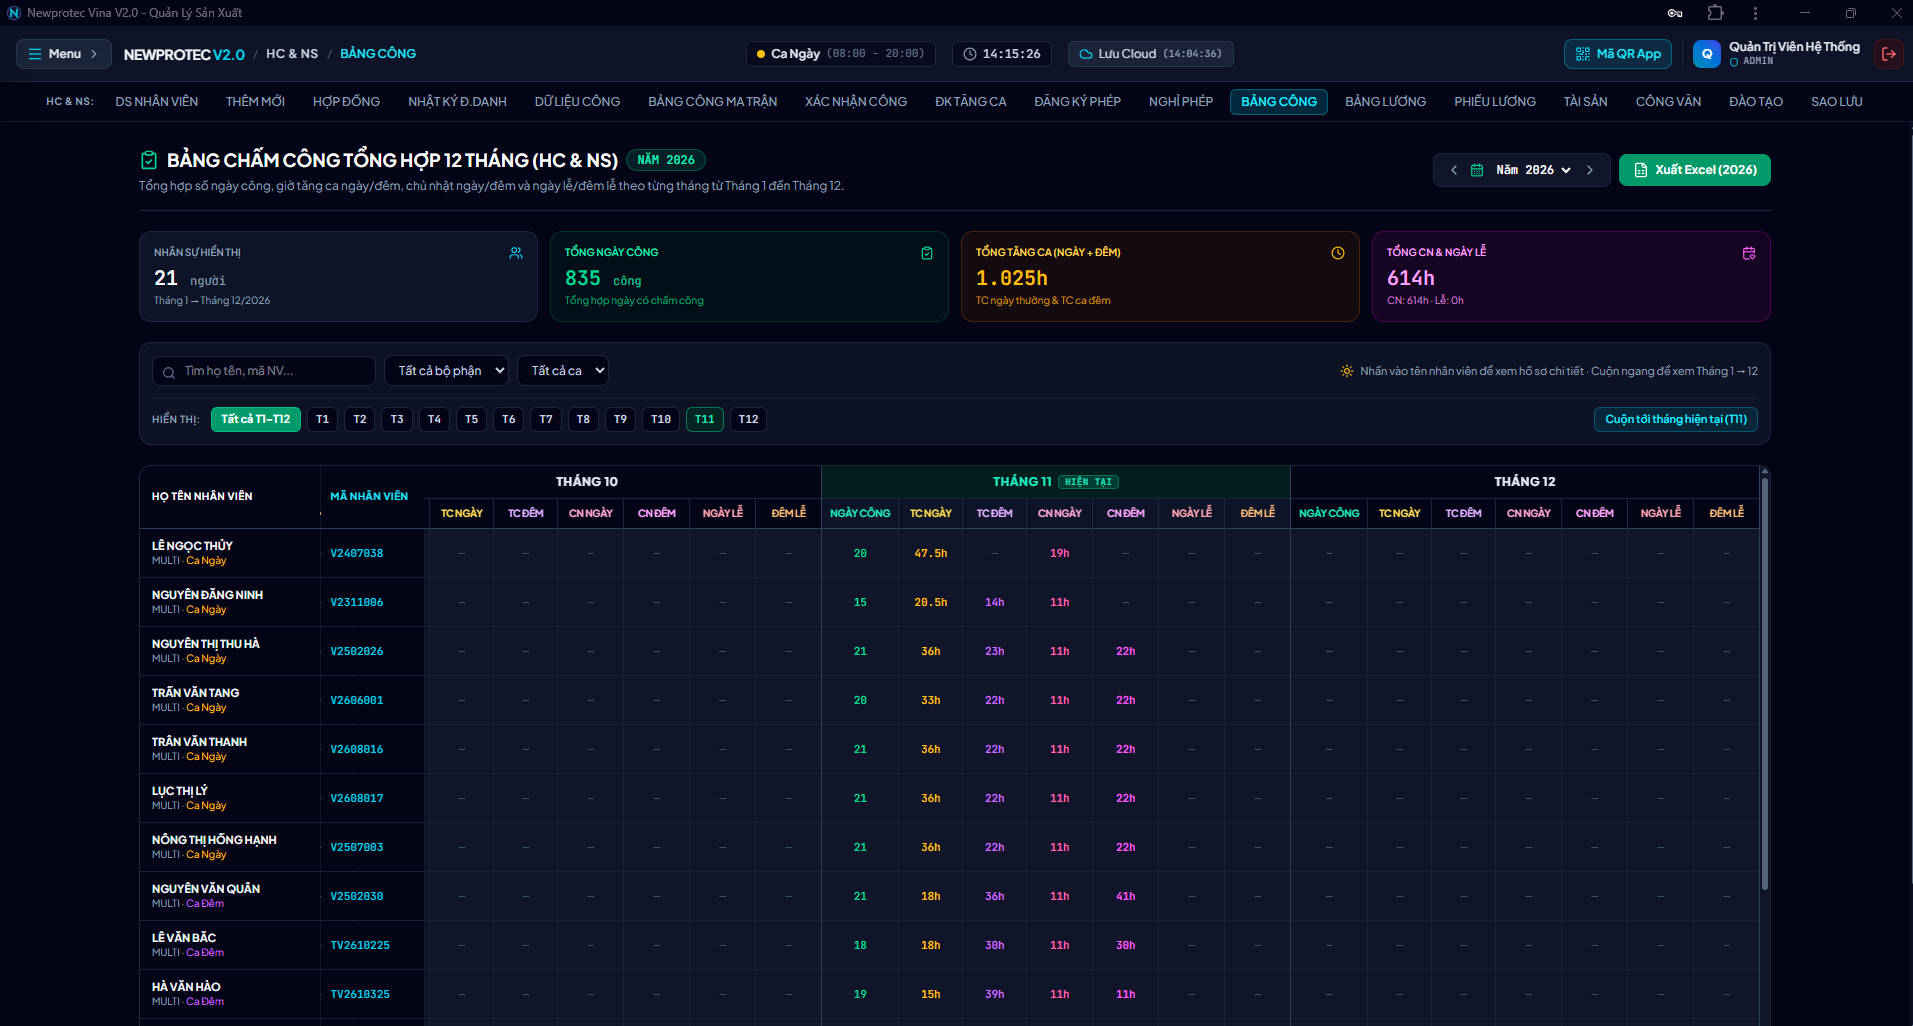 Newprotec Vina V2.0 - Quản Lý Sản Xuất
Menu
NEWPROTEC V2.0 / HC & NS / BẢNG CÔNG
Ca Ngày (08:00 - 20:00)
14:15:26
Lưu Cloud (14:04:36)
Mã QR App
Q
Quản Trị Viên Hệ Thống
ADMIN
HC & NS: DS NHÂN VIÊN THÊM MỚI HỢP ĐỒNG NHẬT KÝ Đ.DANH DỮ LIỆU CÔNG BẢNG CÔNG MA TRẬN XÁC NHẬN CÔNG ĐK TĂNG CA ĐĂNG KÝ PHÉP NGHỈ PHÉP BẢNG CÔNG BẢNG LƯƠNG PHIẾU LƯƠNG TÀI SẢN CÔNG VĂN ĐÀO TẠO SAO LƯU
BẢNG CHẤM CÔNG TỔNG HỢP 12 THÁNG (HC & NS) NĂM 2026
Tổng hợp số ngày công, giờ tăng ca ngày/đêm, chủ nhật ngày/đêm và ngày lễ/đêm lễ theo từng tháng từ Tháng 1 đến Tháng 12.
Năm 2026
Xuất Excel (2026)
NHÂN SỰ HIỂN THỊ
21 người
Tháng 1 → Tháng 12/2026
TỔNG NGÀY CÔNG
835 công
Tổng hợp ngày có chấm công
TỔNG TĂNG CA (NGÀY + ĐÊM)
1.025h
TC ngày thường & TC ca đêm
TỔNG CN & NGÀY LỄ
614h
CN: 614h · Lễ: 0h
Tìm họ tên, mã NV...
Tất cả bộ phận
Tất cả ca
Nhấn vào tên nhân viên để xem hồ sơ chi tiết · Cuộn ngang để xem Tháng 1 → 12
HIỂN THỊ: Tất cả T1–T12 T1 T2 T3 T4 T5 T6 T7 T8 T9 T10 T11 T12
Cuộn tới tháng hiện tại (T11)
HỌ TÊN NHÂN VIÊN MÃ NHÂN VIÊN THÁNG 10 THÁNG 11 HIỆN TẠI THÁNG 12
TC NGÀY TC ĐÊM CN NGÀY CN ĐÊM NGÀY LỄ ĐÊM LỄ NGÀY CÔNG TC NGÀY TC ĐÊM CN NGÀY CN ĐÊM NGÀY LỄ ĐÊM LỄ NGÀY CÔNG TC NGÀY TC ĐÊM CN NGÀY CN ĐÊM NGÀY LỄ ĐÊM LỄ
LÊ NGỌC THỦY
MULTI · Ca Ngày
V2407038 — — — — — — 20 47.5h — 19h — — — — — — — — — —
NGUYỄN ĐĂNG NINH
MULTI · Ca Ngày
V2311006 — — — — — — 15 20.5h 14h 11h — — — — — — — — — —
NGUYỄN THỊ THU HÀ
MULTI · Ca Ngày
V2502026 — — — — — — 21 36h 23h 11h 22h — — — — — — — — —
TRẦN VĂN TANG
MULTI · Ca Ngày
V2606001 — — — — — — 20 33h 22h 11h 22h — — — — — — — — —
TRẦN VĂN THANH
MULTI · Ca Ngày
V2608016 — — — — — — 21 36h 22h 11h 22h — — — — — — — — —
LỤC THỊ LÝ
MULTI · Ca Ngày
V2608017 — — — — — — 21 36h 22h 11h 22h — — — — — — — — —
NÔNG THỊ HỒNG HẠNH
MULTI · Ca Ngày
V2507003 — — — — — — 21 36h 22h 11h 22h — — — — — — — — —
NGUYỄN VĂN QUÂN
MULTI · Ca Đêm
V2502030 — — — — — — 21 18h 36h 11h 41h — — — — — — — — —
LÊ VĂN BẮC
MULTI · Ca Đêm
TV2610225 — — — — — — 18 18h 30h 11h 30h — — — — — — — — —
HÀ VĂN HÀO
MULTI · Ca Đêm
TV2610325 — — — — — — 19 15h 39h 11h 11h — — — — — — — — —